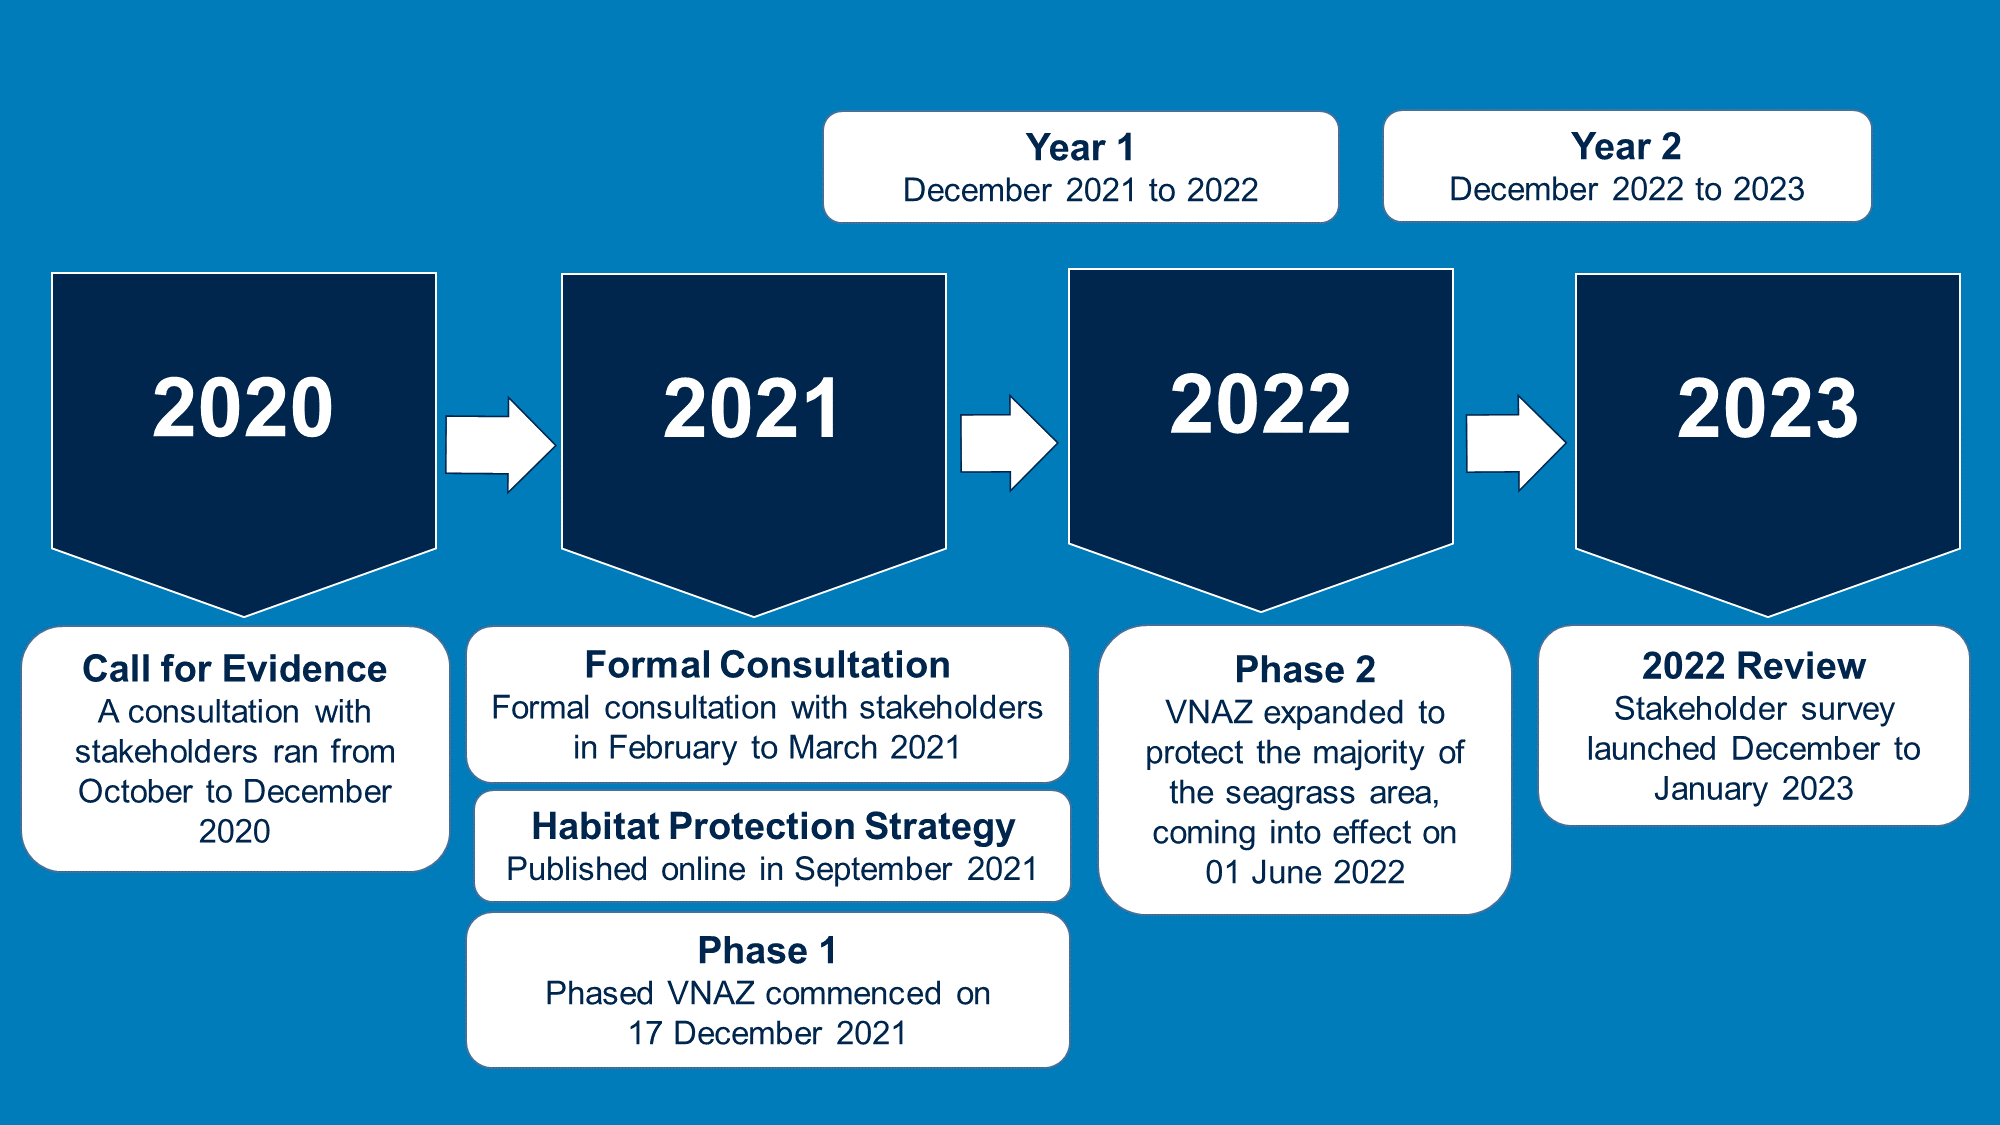 Year 1
December 2021 to 2022
Year 2
December 2022 to 2023
2020
2021
2022
2023
Call for Evidence
A consultation with
stakeholders ran from
October to December
2020
Formal Consultation
Formal consultation with stakeholders
in February to March 2021
Habitat Protection Strategy
Published online in September 2021
Phase 1
Phased VNAZ commenced on
17 December 2021
Phase 2
VNAZ expanded to
protect the majority of
the seagrass area,
coming into effect on
01 June 2022
2022 Review
Stakeholder survey
launched December to
January 2023